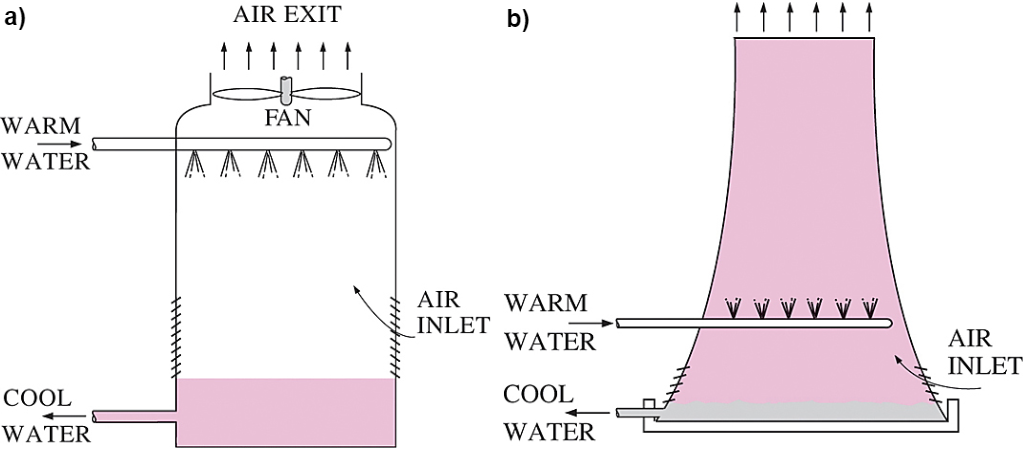 a)
AIR EXIT
FAN
WARM
WATER
AIR
INLET
COOL
WATER
b)
WARM
WATER
AIR
INLET
COOL
WATER